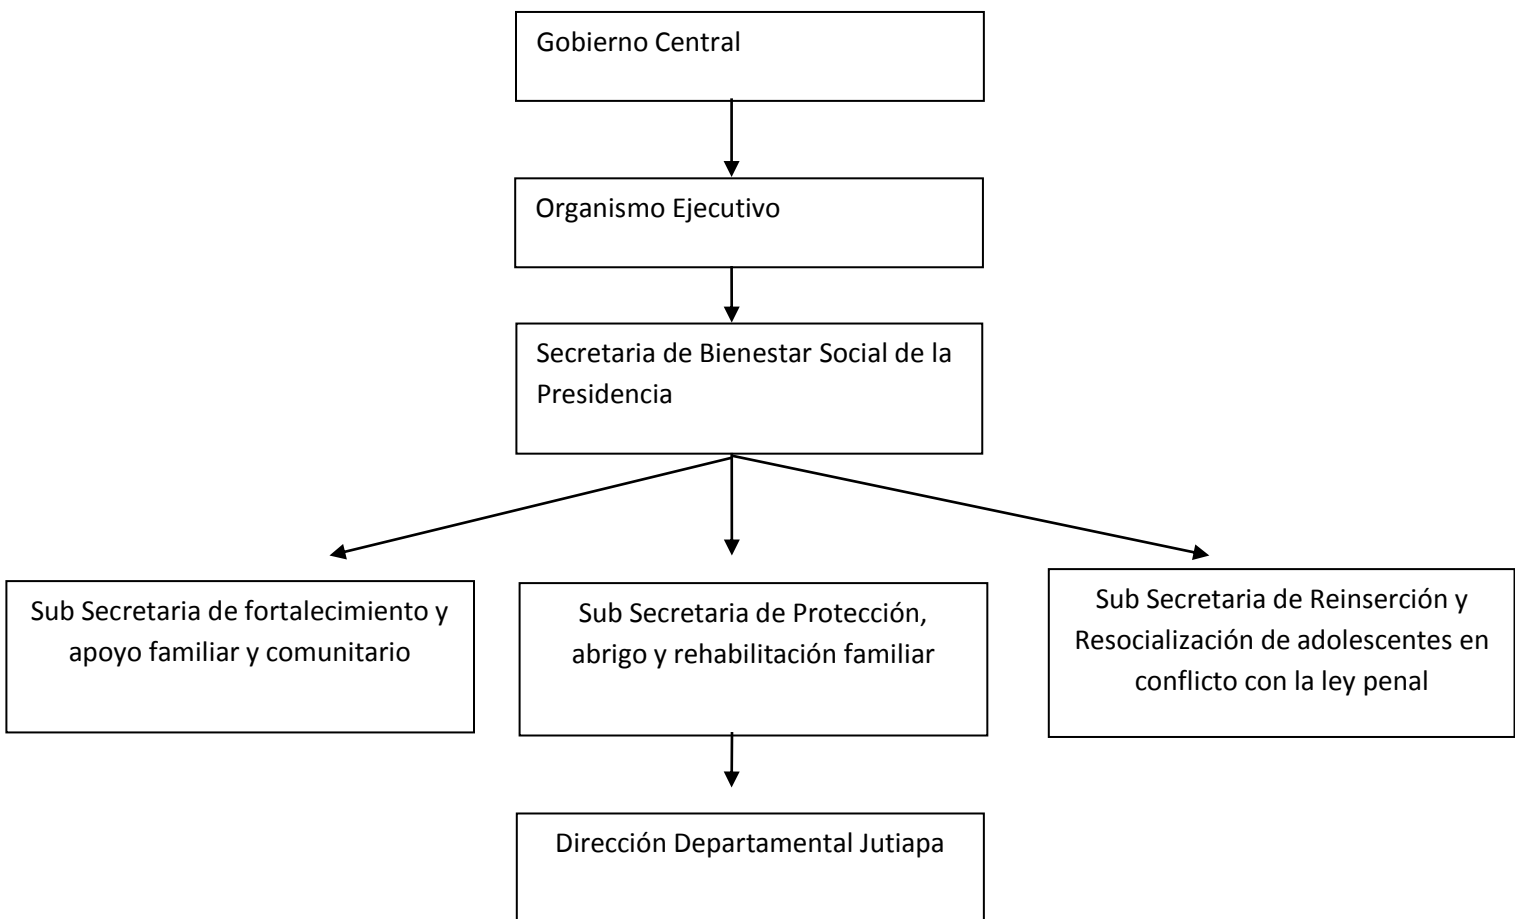 Gobierno Central
Organismo Ejecutivo
Secretaria de Bienestar Social de la
Presidencia
Sub Secretaria de fortalecimiento y
apoyo familiar y comunitario
Sub Secretaria de Protección,
abrigo y rehabilitación familiar
Sub Secretaria de Reinserción y
Resocialización de adolescentes en
conflicto con la ley penal
Dirección Departamental Jutiapa